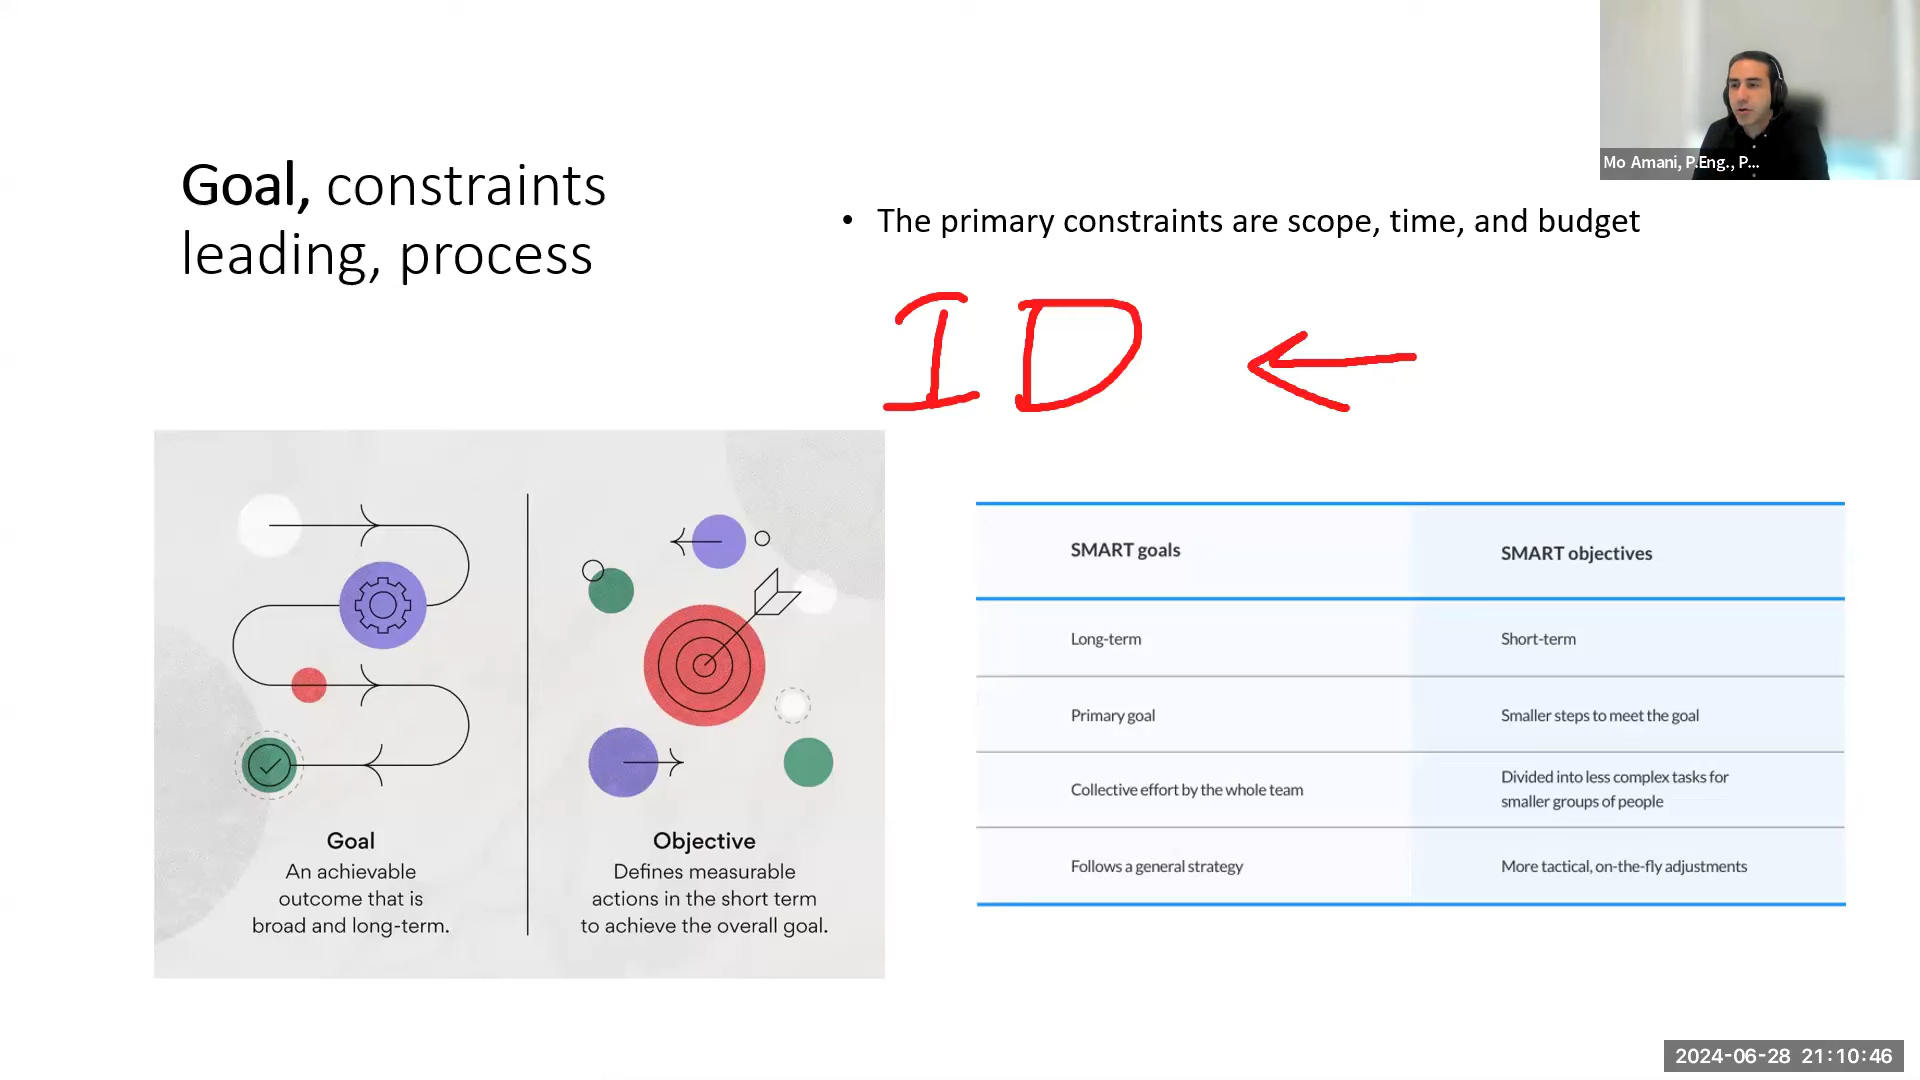 Mo Amani, P.Eng., P...
Goal, constraints
leading, process
• The primary constraints are scope, time, and budget
ID
Goal
An achievable
outcome that is
broad and long-term.
Objective
Defines measurable
actions in the short term
to achieve the overall goal.
SMART goals
SMART objectives
Long-term
Short-term
Primary goal
Smaller steps to meet the goal
Collective effort by the whole team
Divided into less complex tasks for
smaller groups of people
Follows a general strategy
More tactical, on-the-fly adjustments
2024-06-28 21:10:46